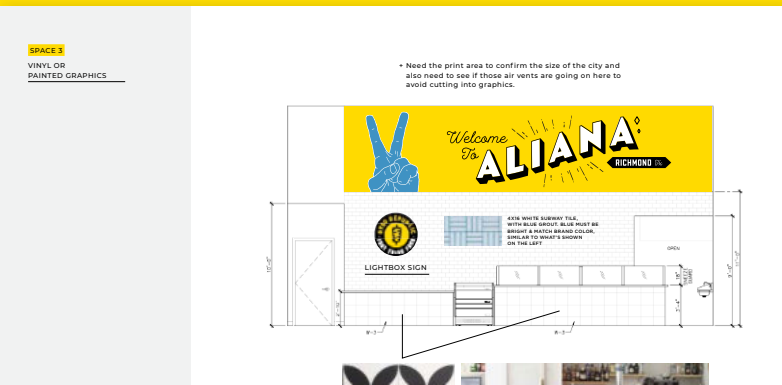 SPACE 3
VINYL OR
PAINTED GRAPHICS
+ Need the print area to confirm the size of the city and
also need to see if those air vents are going on here to
avoid cutting into graphics.
Welcome
To
ALIANA
RICHMOND
4X16 WHITE SUBWAY TILE,
WITH BLUE GROUT. BLUE MUST BE
BRIGHT & MATCH BRAND COLOR,
SIMILAR TO WHAT'S SHOWN
ON THE LEFT
OPEN
LIGHTBOX SIGN